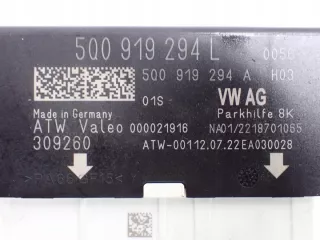 5Q0 919 294 L 0056
5Q0 919 294 A H03
01S VW AG
Made in Germany Parkhilfe 8K
ATW Valeo 000021916 NA01/2218701065
309260 ATW-00112.07.22EA030028